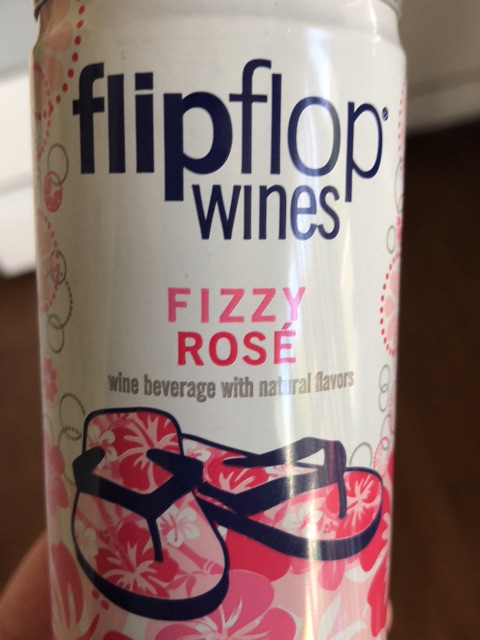 flipflop®
wines
FIZZY
ROSÉ
wine beverage with natural flavors